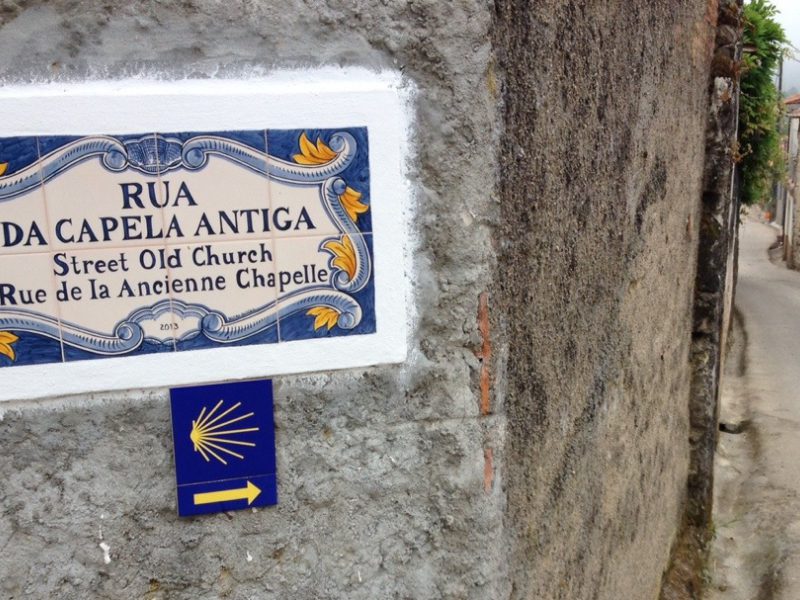 RUA
DA CAPELA ANTIGA
Street Old Church
Rue de la Ancienne Chapelle
2013